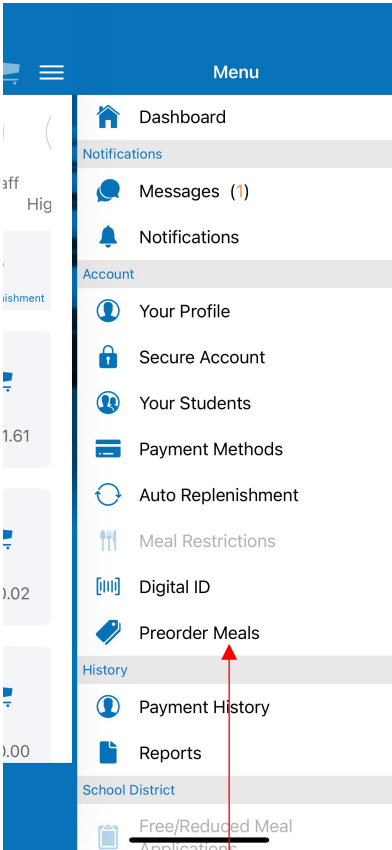 Menu
Dashboard
Notifications
Messages (1)
Notifications
Account
Your Profile
Secure Account
Your Students
Payment Methods
Auto Replenishment
Meal Restrictions
Digital ID
Preorder Meals
History
Payment History
Reports
School District
Free/Reduced Meal
Applications
aff
Hig
nishment
1.61
0.02
0.00